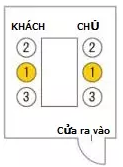 KHÁCH CHỦ
2 2
1 1
3 3
Cửa ra vào